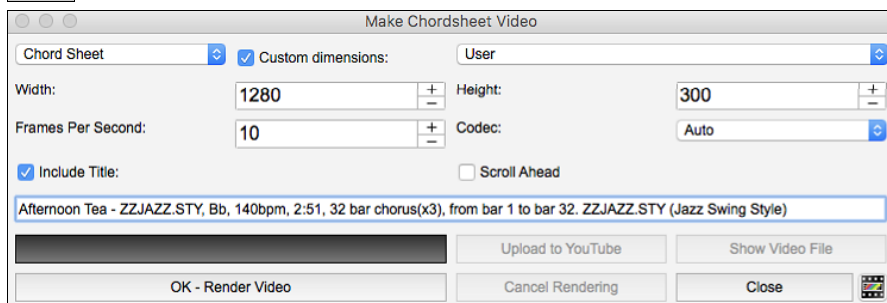 Make Chordsheet Video
Chord Sheet Custom dimensions: User
Width: 1280 + − Height: 300 + −
Frames Per Second: 10 + − Codec: Auto
Include Title: Scroll Ahead
Afternoon Tea - ZZJAZZ.STY, Bb, 140bpm, 2:51, 32 bar chorus(x3), from bar 1 to bar 32. ZZJAZZ.STY (Jazz Swing Style)
Upload to YouTube Show Video File
OK - Render Video Cancel Rendering Close